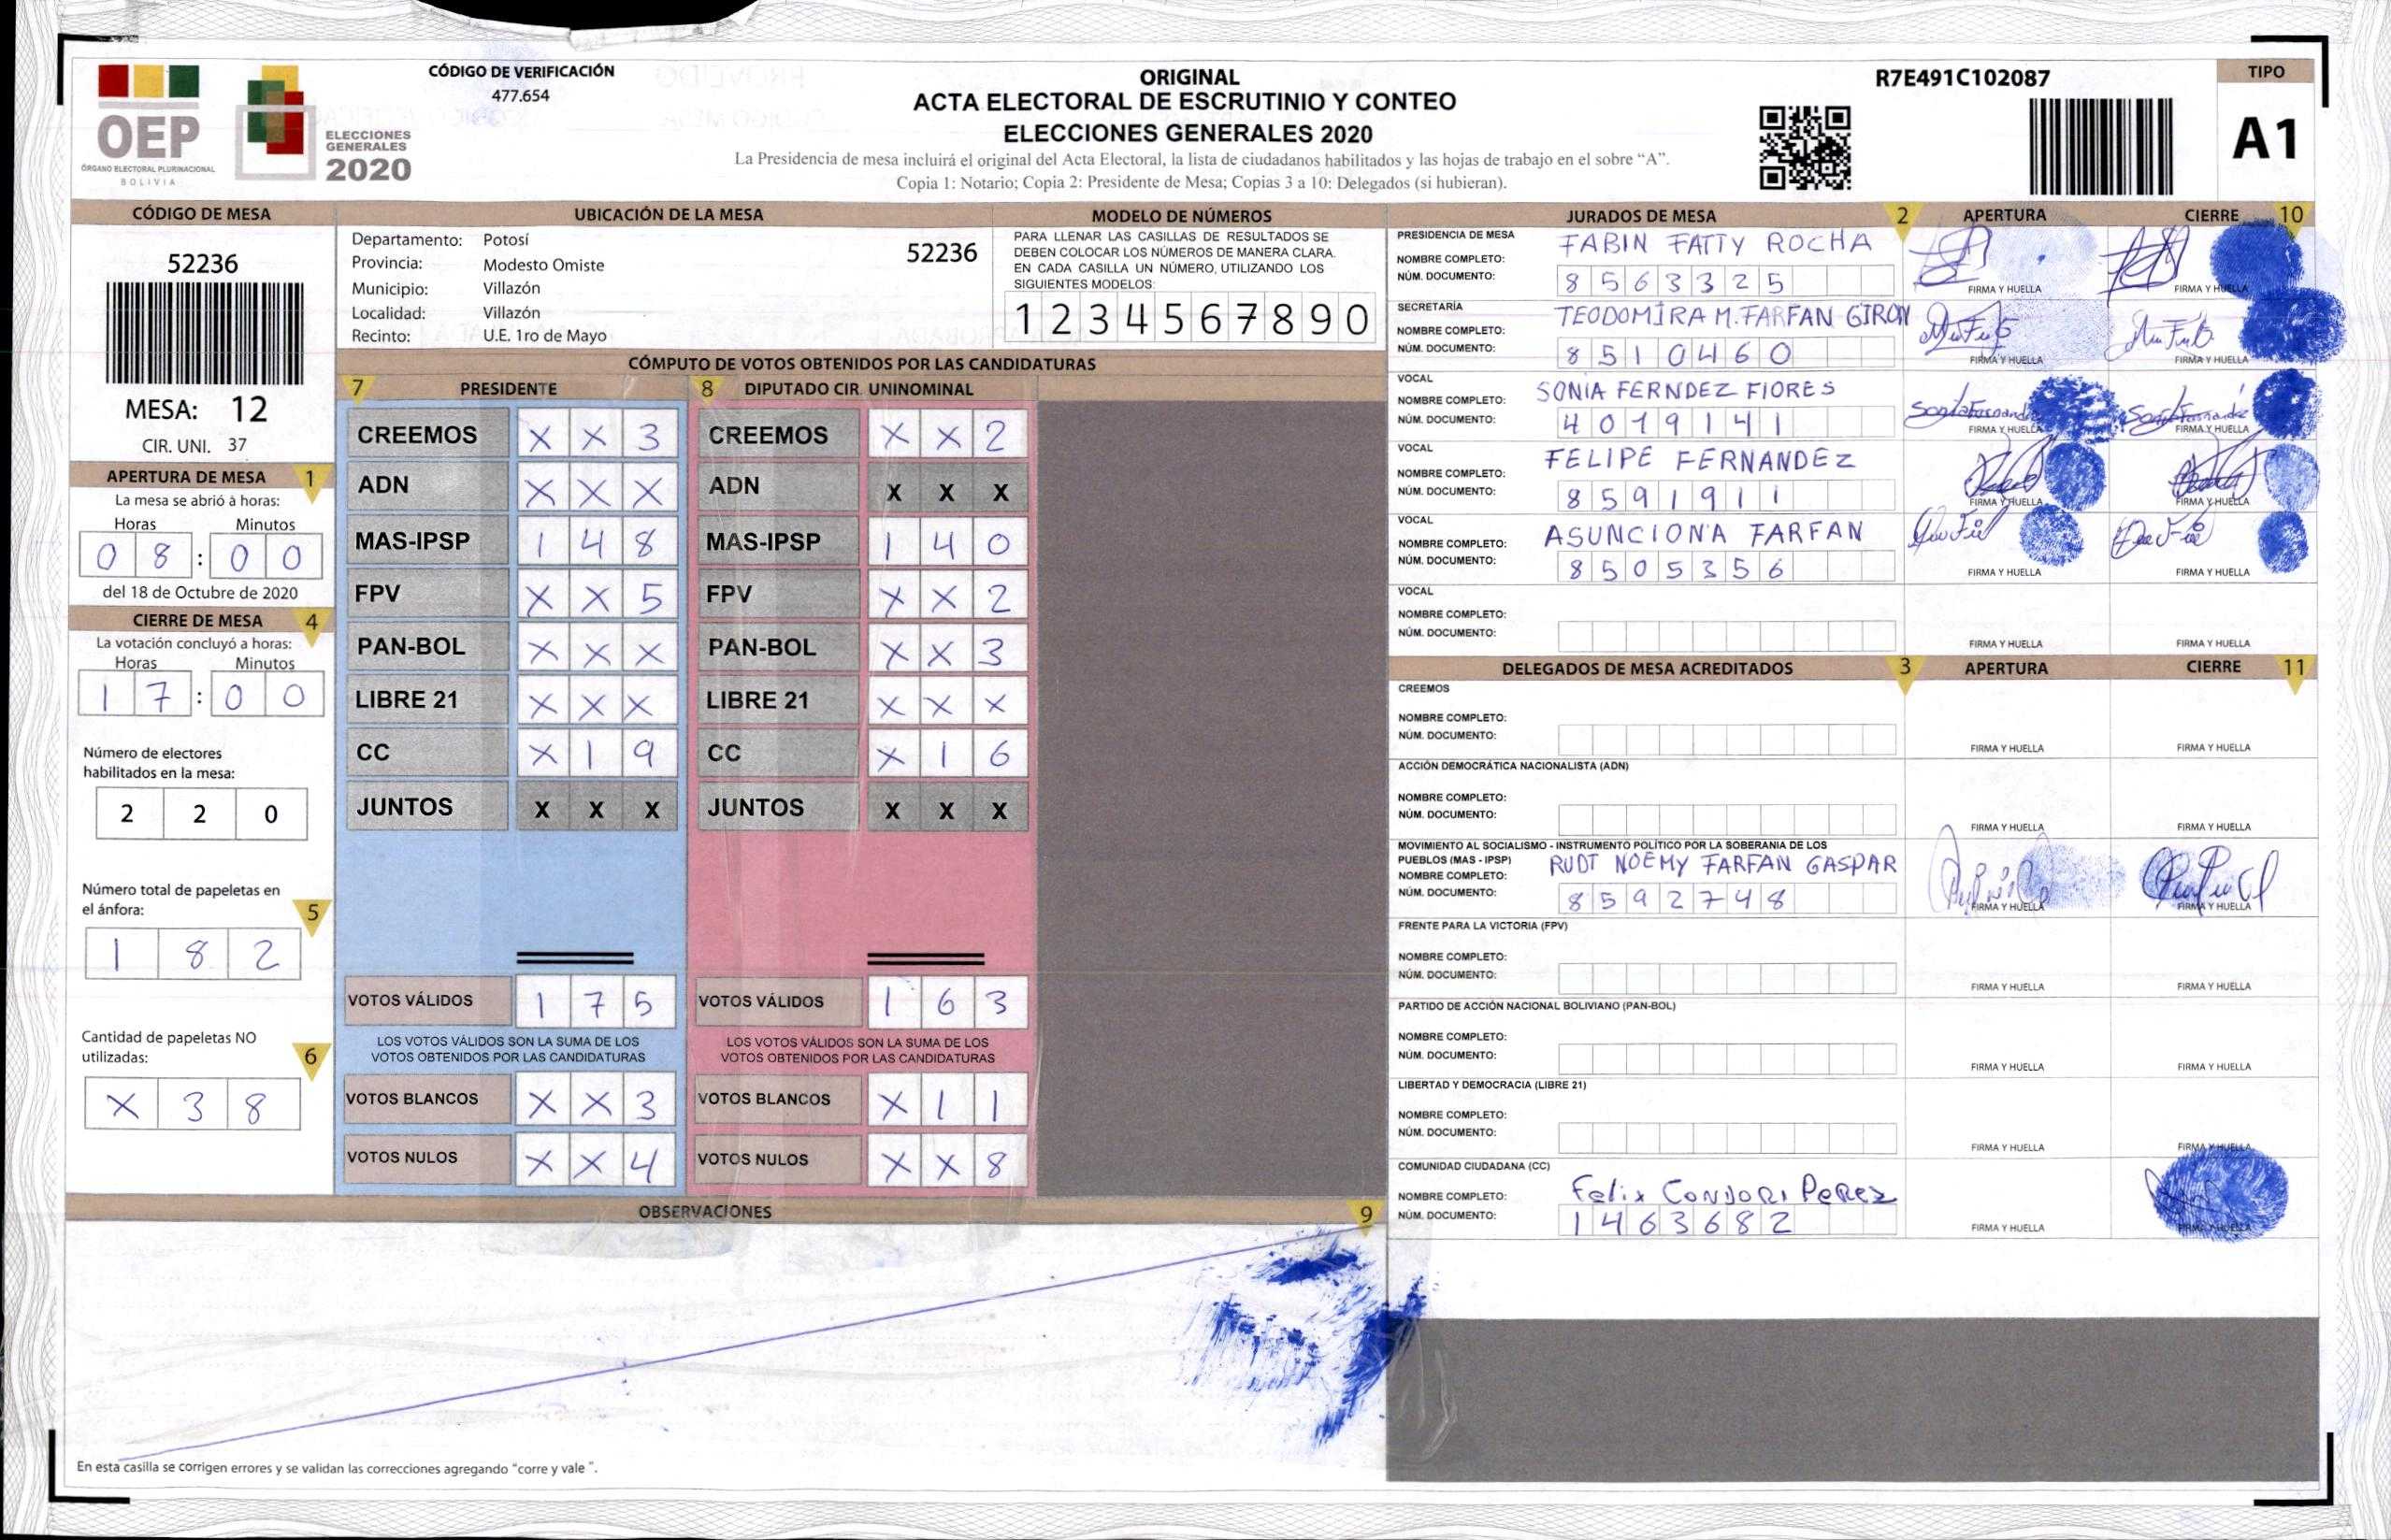 OEP
ÓRGANO ELECTORAL PLURINACIONAL
BOLIVIA
ELECCIONES
GENERALES
2020
CÓDIGO DE VERIFICACIÓN
477.654
ORIGINAL
ACTA ELECTORAL DE ESCRUTINIO Y CONTEO
ELECCIONES GENERALES 2020
La Presidencia de mesa incluirá el original del Acta Electoral, la lista de ciudadanos habilitados y las hojas de trabajo en el sobre “A”.
Copia 1: Notario; Copia 2: Presidente de Mesa; Copias 3 a 10: Delegados (si hubieran).
R7E491C102087
TIPO
A1
CÓDIGO DE MESA
52236
MESA: 12
CIR. UNI. 37
APERTURA DE MESA 1
La mesa se abrió à horas:
Horas Minutos
0 8 : 0 0
del 18 de Octubre de 2020
CIERRE DE MESA 4
La votación concluyó a horas:
Horas Minutos
1 7 : 0 0
Número de electores
habilitados en la mesa:
2 2 0
Número total de papeletas en
el ánfora:
5
1 8 2
Cantidad de papeletas NO
utilizadas:
6
X 3 8
UBICACIÓN DE LA MESA
Departamento: Potosí
52236
Provincia: Modesto Omiste
Municipio: Villazón
Localidad: Villazón
Recinto: U.E. 1ro de Mayo
MODELO DE NÚMEROS
PARA LLENAR LAS CASILLAS DE RESULTADOS SE
DEBEN COLOCAR LOS NÚMEROS DE MANERA CLARA.
EN CADA CASILLA UN NÚMERO, UTILIZANDO LOS
SIGUIENTES MODELOS:
1 2 3 4 5 6 7 8 9 0
CÓMPUTO DE VOTOS OBTENIDOS POR LAS CANDIDATURAS
7 PRESIDENTE 8 DIPUTADO CIR. UNINOMINAL
CREEMOS X X 3 CREEMOS X X 2
ADN X X X ADN X X X
MAS-IPSP 1 4 8 MAS-IPSP 1 4 0
FPV X X 5 FPV X X 2
PAN-BOL X X X PAN-BOL X X 3
LIBRE 21 X X X LIBRE 21 X X X
CC X 1 9 CC X 1 6
JUNTOS X X X JUNTOS X X X
VOTOS VÁLIDOS 1 7 5 VOTOS VÁLIDOS 1 6 3
LOS VOTOS VÁLIDOS SON LA SUMA DE LOS LOS VOTOS VÁLIDOS SON LA SUMA DE LOS
VOTOS OBTENIDOS POR LAS CANDIDATURAS VOTOS OBTENIDOS POR LAS CANDIDATURAS
VOTOS BLANCOS X X 3 VOTOS BLANCOS X 1 1
VOTOS NULOS X X 4 VOTOS NULOS X X 8
OBSERVACIONES 9
En esta casilla se corrigen errores y se validan las correcciones agregando “corre y vale ”.
JURADOS DE MESA 2 APERTURA CIERRE 10
PRESIDENCIA DE MESA
NOMBRE COMPLETO: FABIN FATTY ROCHA
NÚM. DOCUMENTO: 8563325
FIRMA Y HUELLA FIRMA Y HUELLA
SECRETARÍA
NOMBRE COMPLETO: TEODOMIRA M. FARFAN GIRON
NÚM. DOCUMENTO: 8510460
FIRMA Y HUELLA FIRMA Y HUELLA
VOCAL
NOMBRE COMPLETO: SONIA FERNDEZ FIORES
NÚM. DOCUMENTO: 4019141
FIRMA Y HUELLA FIRMA Y HUELLA
VOCAL
NOMBRE COMPLETO: FELIPE FERNANDEZ
NÚM. DOCUMENTO: 8591911
FIRMA Y HUELLA FIRMA Y HUELLA
VOCAL
NOMBRE COMPLETO: ASUNCIONA FARFAN
NÚM. DOCUMENTO: 8505356
FIRMA Y HUELLA FIRMA Y HUELLA
VOCAL
NOMBRE COMPLETO:
NÚM. DOCUMENTO:
FIRMA Y HUELLA FIRMA Y HUELLA
DELEGADOS DE MESA ACREDITADOS 3 APERTURA CIERRE 11
CREEMOS
NOMBRE COMPLETO:
NÚM. DOCUMENTO:
FIRMA Y HUELLA FIRMA Y HUELLA
ACCIÓN DEMOCRÁTICA NACIONALISTA (ADN)
NOMBRE COMPLETO:
NÚM. DOCUMENTO:
FIRMA Y HUELLA FIRMA Y HUELLA
MOVIMIENTO AL SOCIALISMO - INSTRUMENTO POLÍTICO POR LA SOBERANIA DE LOS
PUEBLOS (MAS - IPSP)
NOMBRE COMPLETO: RUDT NOEMY FARFAN GASPAR
NÚM. DOCUMENTO: 8592748
FIRMA Y HUELLA FIRMA Y HUELLA
FRENTE PARA LA VICTORIA (FPV)
NOMBRE COMPLETO:
NÚM. DOCUMENTO:
FIRMA Y HUELLA FIRMA Y HUELLA
PARTIDO DE ACCIÓN NACIONAL BOLIVIANO (PAN-BOL)
NOMBRE COMPLETO:
NÚM. DOCUMENTO:
FIRMA Y HUELLA FIRMA Y HUELLA
LIBERTAD Y DEMOCRACIA (LIBRE 21)
NOMBRE COMPLETO:
NÚM. DOCUMENTO:
FIRMA Y HUELLA FIRMA Y HUELLA
COMUNIDAD CIUDADANA (CC)
NOMBRE COMPLETO: Felix Condori Perez
NÚM. DOCUMENTO: 1463682
FIRMA Y HUELLA FIRMA Y HUELLA